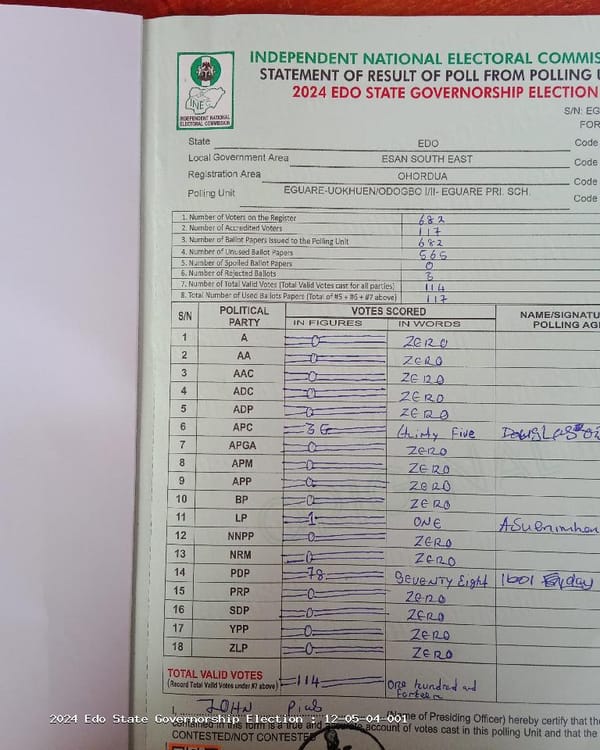 INDEPENDENT NATIONAL ELECTORAL COMMIS
STATEMENT OF RESULT OF POLL FROM POLLING U
2024 EDO STATE GOVERNORSHIP ELECTION
INEC
INDEPENDENT NATIONAL
ELECTORAL COMMISSION
S/N: EG
FOR
State EDO Code
Local Government Area ESAN SOUTH EAST Code
Registration Area OHORDUA Code
Polling Unit EGUARE-UOKHUEN/ODOGBO I/II- EGUARE PRI. SCH. Code
1. Number of Voters on the Register 682
2. Number of Accredited Voters 117
3. Number of Ballot Papers Issued to the Polling Unit 682
4. Number of Unused Ballot Papers 565
5. Number of Spoiled Ballot Papers 0
6. Number of Rejected Ballots 3
7. Number of Total Valid Votes (Total Valid Votes cast for all parties) 114
8. Total Number of Used Ballots Papers (Total of #5 + #6 + #7 above) 117
S/N POLITICAL PARTY VOTES SCORED NAME/SIGNATU
IN FIGURES IN WORDS POLLING AG
1 A 0 ZERO
2 AA 0 ZERO
3 AAC 0 ZERO
4 ADC 0 ZERO
5 ADP 0 ZERO
6 APC thirty Five
7 APGA 0 ZERO
8 APM 0 ZERO
9 APP 0 ZERO
10 BP 0 ZERO
11 LP 1 ONE
12 NNPP 0 ZERO
13 NRM 0 ZERO
14 PDP 78 SEVENTY Eight
15 PRP 0 ZERO
16 SDP 0 ZERO
17 YPP 0 ZERO
18 ZLP 0 ZERO
TOTAL VALID VOTES 114 One hundred and
(Record Total Valid Votes under #7 above) Forteen
I, JOHN (Name of Presiding Officer) hereby certify that the
2024 Edo State Governorship Election : 12-05-04-001
contained in this form is a true and accurate account of votes cast in this polling Unit and that the
CONTESTED/NOT CONTESTED